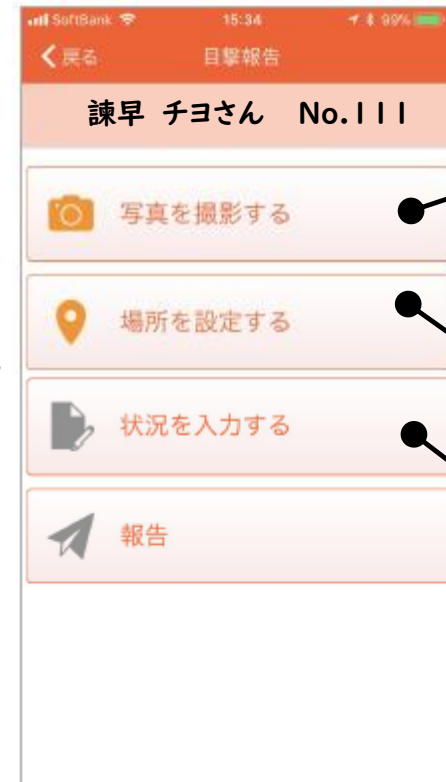 SoftBank 15:34 99%
戻る 目撃報告
諫早 チヨさん No.111
写真を撮影する
場所を設定する
状況を入力する
報告